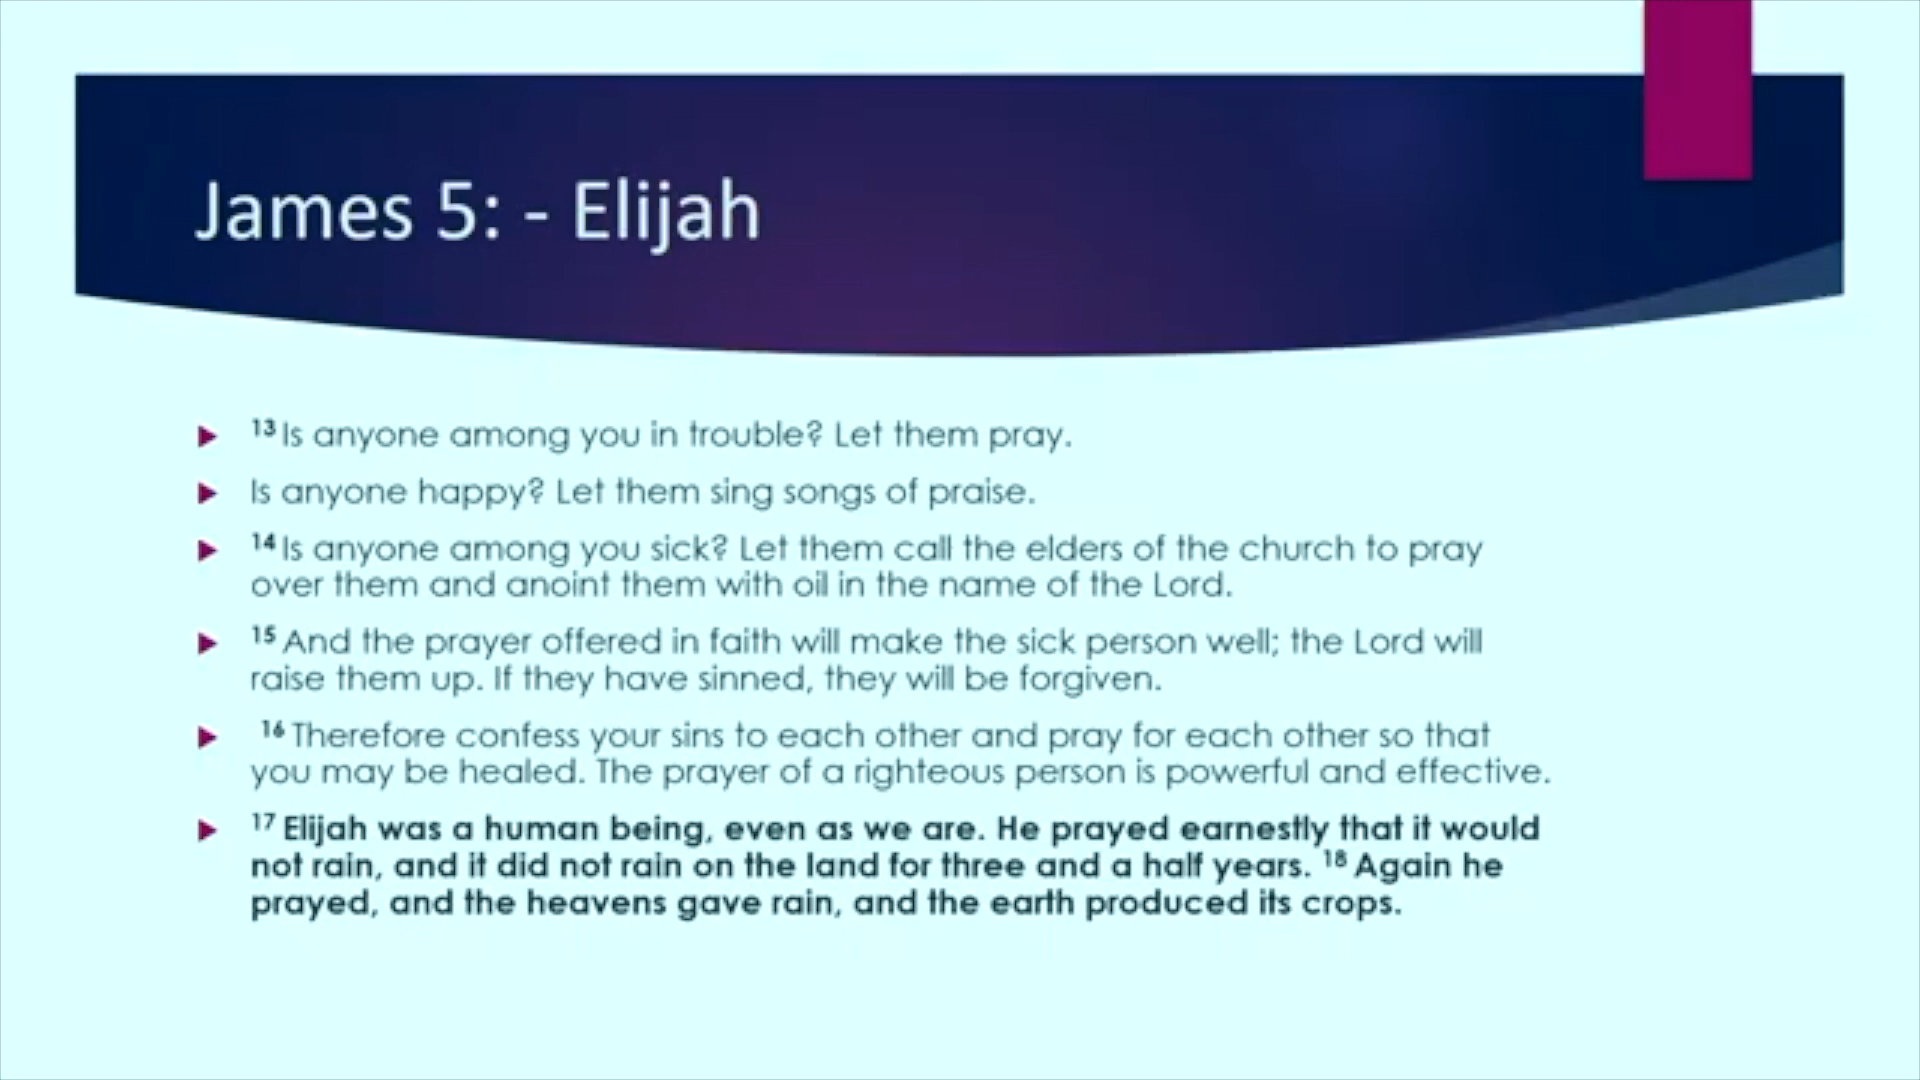 James 5: - Elijah
13 Is anyone among you in trouble? Let them pray.
Is anyone happy? Let them sing songs of praise.
14 Is anyone among you sick? Let them call the elders of the church to pray
over them and anoint them with oil in the name of the Lord.
15 And the prayer offered in faith will make the sick person well; the Lord will
raise them up. If they have sinned, they will be forgiven.
16 Therefore confess your sins to each other and pray for each other so that
you may be healed. The prayer of a righteous person is powerful and effective.
17 Elijah was a human being, even as we are. He prayed earnestly that it would
not rain, and it did not rain on the land for three and a half years. 18 Again he
prayed, and the heavens gave rain, and the earth produced its crops.